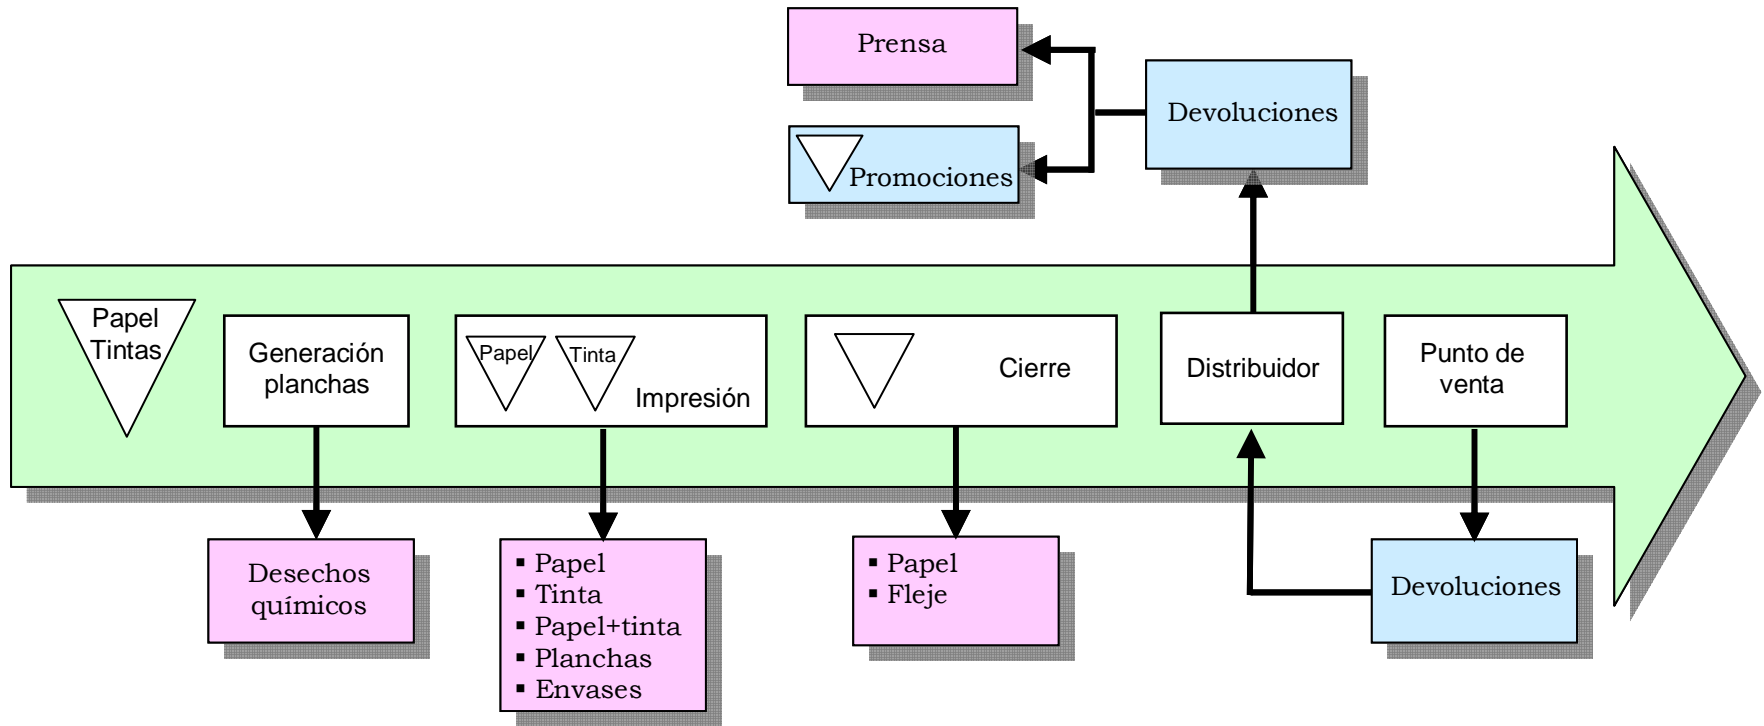 Prensa
Devoluciones
Promociones
Papel
Tintas
Generación
planchas
Papel
Tinta
Impresión
Cierre
Distribuidor
Punto de
venta
Desechos
químicos
▪ Papel
▪ Tinta
▪ Papel+tinta
▪ Planchas
▪ Envases
▪ Papel
▪ Fleje
Devoluciones